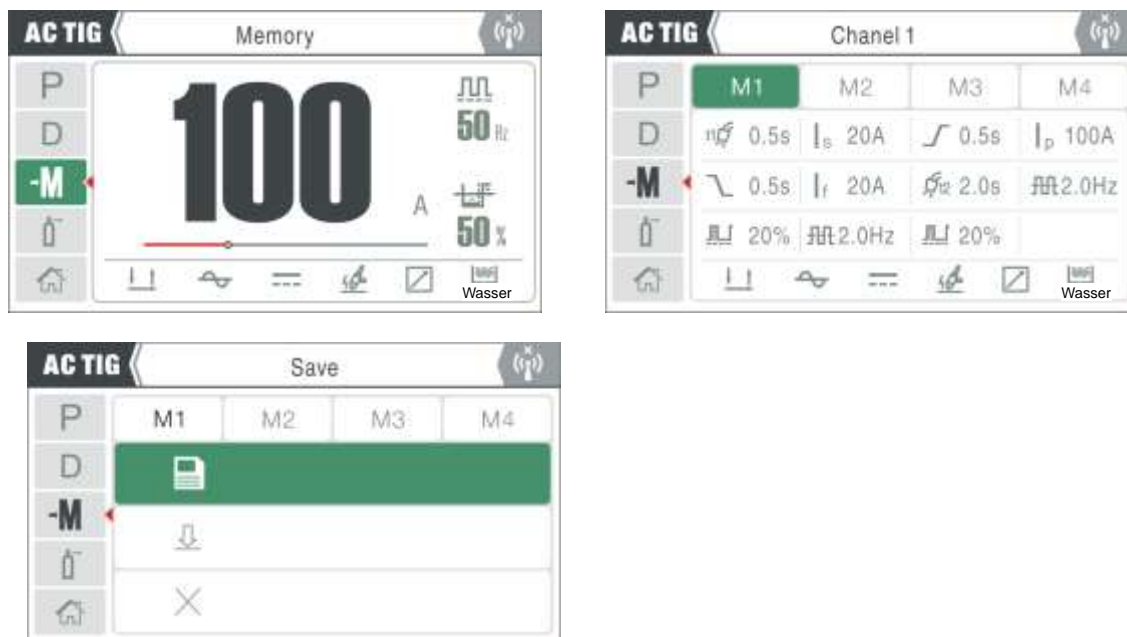 AC TIG Memory
P
100
50 Hz
D
-M
A
50 %
Wasser
AC TIG Chanel 1
P M1 M2 M3 M4
D 0.5s Is 20A 0.5s Ip 100A
-M 0.5s If 20A 2.0s 2.0Hz
20% 2.0Hz 20%
Wasser
AC TIG Save
P M1 M2 M3 M4
D
-M